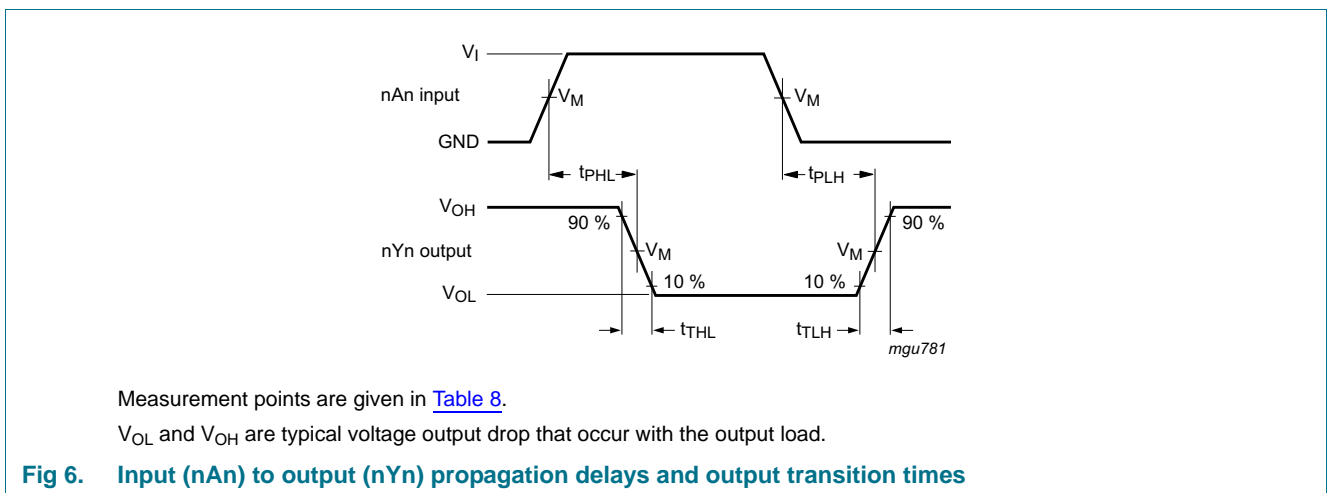 VI
nAn input
VM
VM
GND
tPHL
tPLH
VOH
90 %
90 %
nYn output
VM
VM
10 %
10 %
VOL
tTHL
tTLH
mgu781
Measurement points are given in Table 8.
VOL and VOH are typical voltage output drop that occur with the output load.
Fig 6. Input (nAn) to output (nYn) propagation delays and output transition times